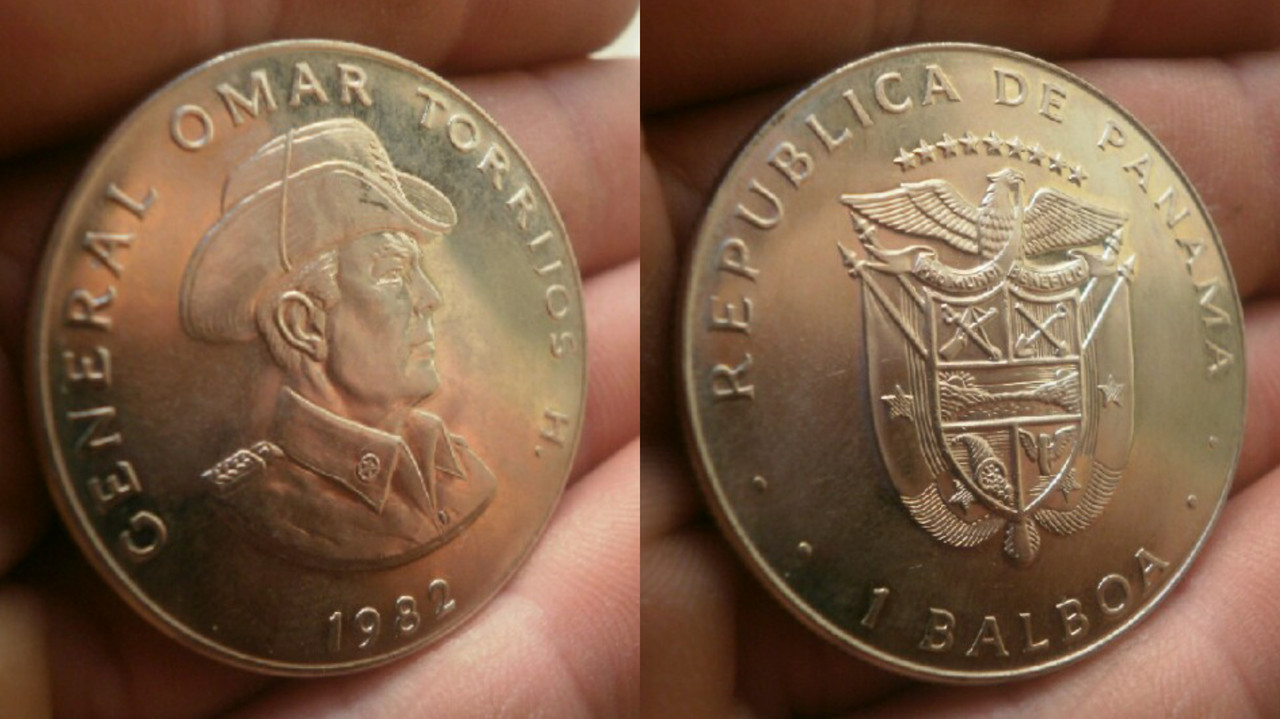 GENERAL OMAR TORRIJOS H.
1982
REPUBLICA DE PANAMA
1 BALBOA